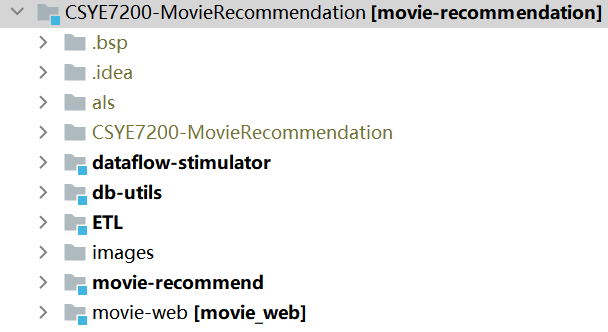 CSYE7200-MovieRecommendation [movie-recommendation]
.bsp
.idea
als
CSYE7200-MovieRecommendation
dataflow-stimulator
db-utils
ETL
images
movie-recommend
movie-web [movie_web]